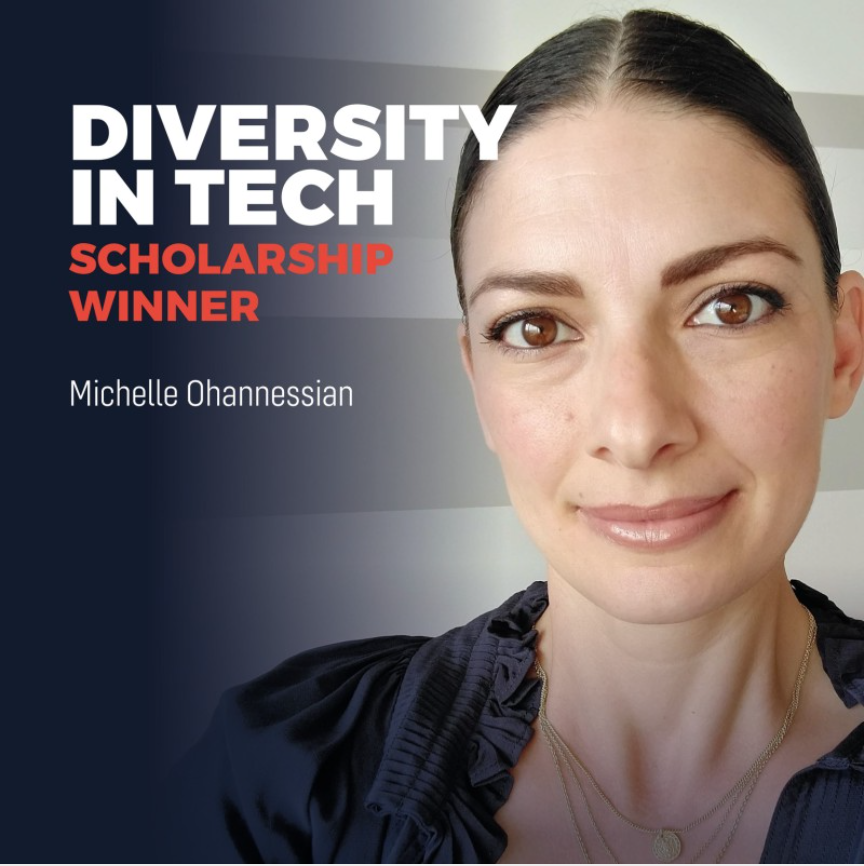 DIVERSITY
IN TECH
SCHOLARSHIP
WINNER
Michelle Ohannessian